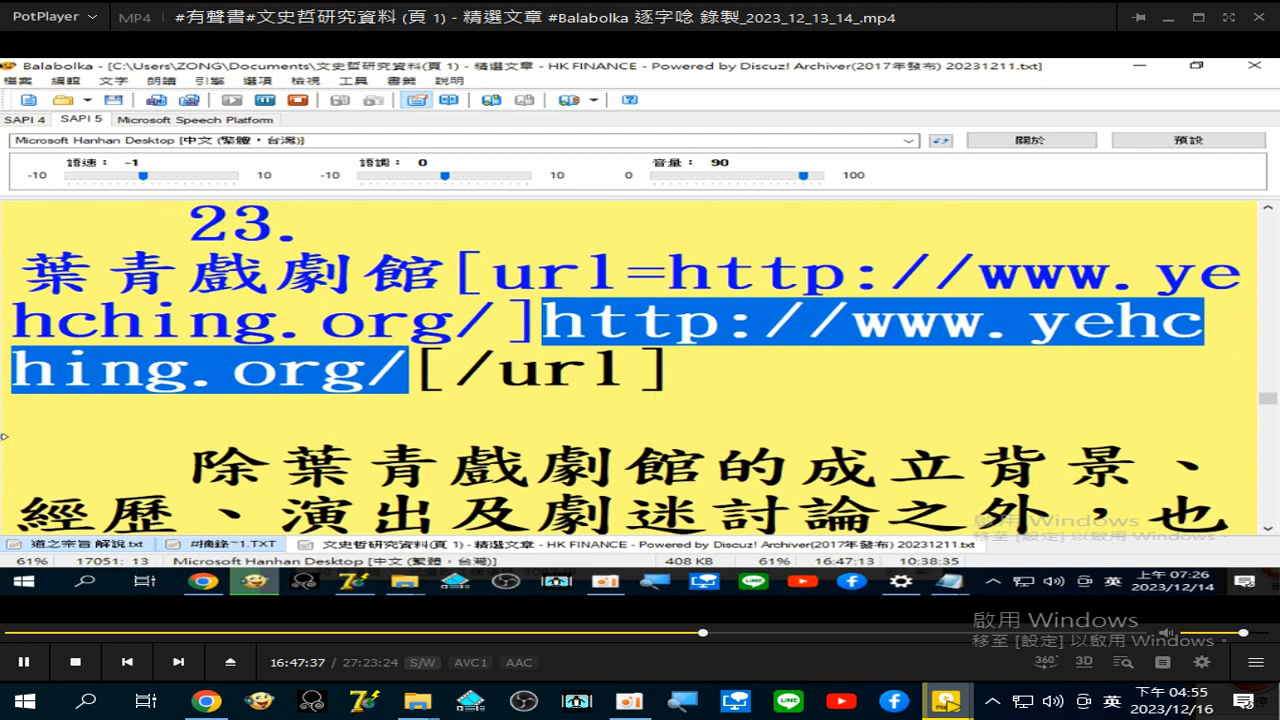 PotPlayer
MP4
#有聲書#文史哲研究資料 (頁 1) - 精選文章 #Balabolka 逐字唸 錄製_2023_12_13_14_.mp4
Balabolka - [C:\Users\ZONG\Documents\文史哲研究資料(頁 1) - 精選文章 - HK FINANCE - Powered by Discuz! Archiver(2017年發布) 20231211.txt]
檔案 編輯 文字 朗讀 引擎 選項 檢視 工具 書籤 說明
SAPI 4 SAPI 5 Microsoft Speech Platform
Microsoft Hanhan Desktop [中文 (繁體，台灣)]
關於 預設
語速： -1 語調： 0 音量： 90
-10 10 -10 10 0 100
23.
葉青戲劇館[url=http://www.ye
hching.org/]http://www.yehc
hing.org/[/url]
除葉青戲劇館的成立背景、
經歷、演出及劇迷討論之外，也
啟用 Windows
移至 [設定] 以啟用 Windows。
道之宗旨 解說.txt #摘錄~1.TXT 文史哲研究資料(頁 1) - 精選文章 - HK FINANCE - Powered by Discuz! Archiver(2017年發布) 20231211.txt
61% 17051: 13 Microsoft Hanhan Desktop [中文 (繁體，台灣)] 408 KB 61% 16:47:13 10:38:35
英
上午 07:26
2023/12/14
啟用 Windows
移至 [設定] 以啟用 Windows。
16:47:37 / 27:23:24 S/W AVC1 AAC
360° 3D
英
下午 04:55
2023/12/16